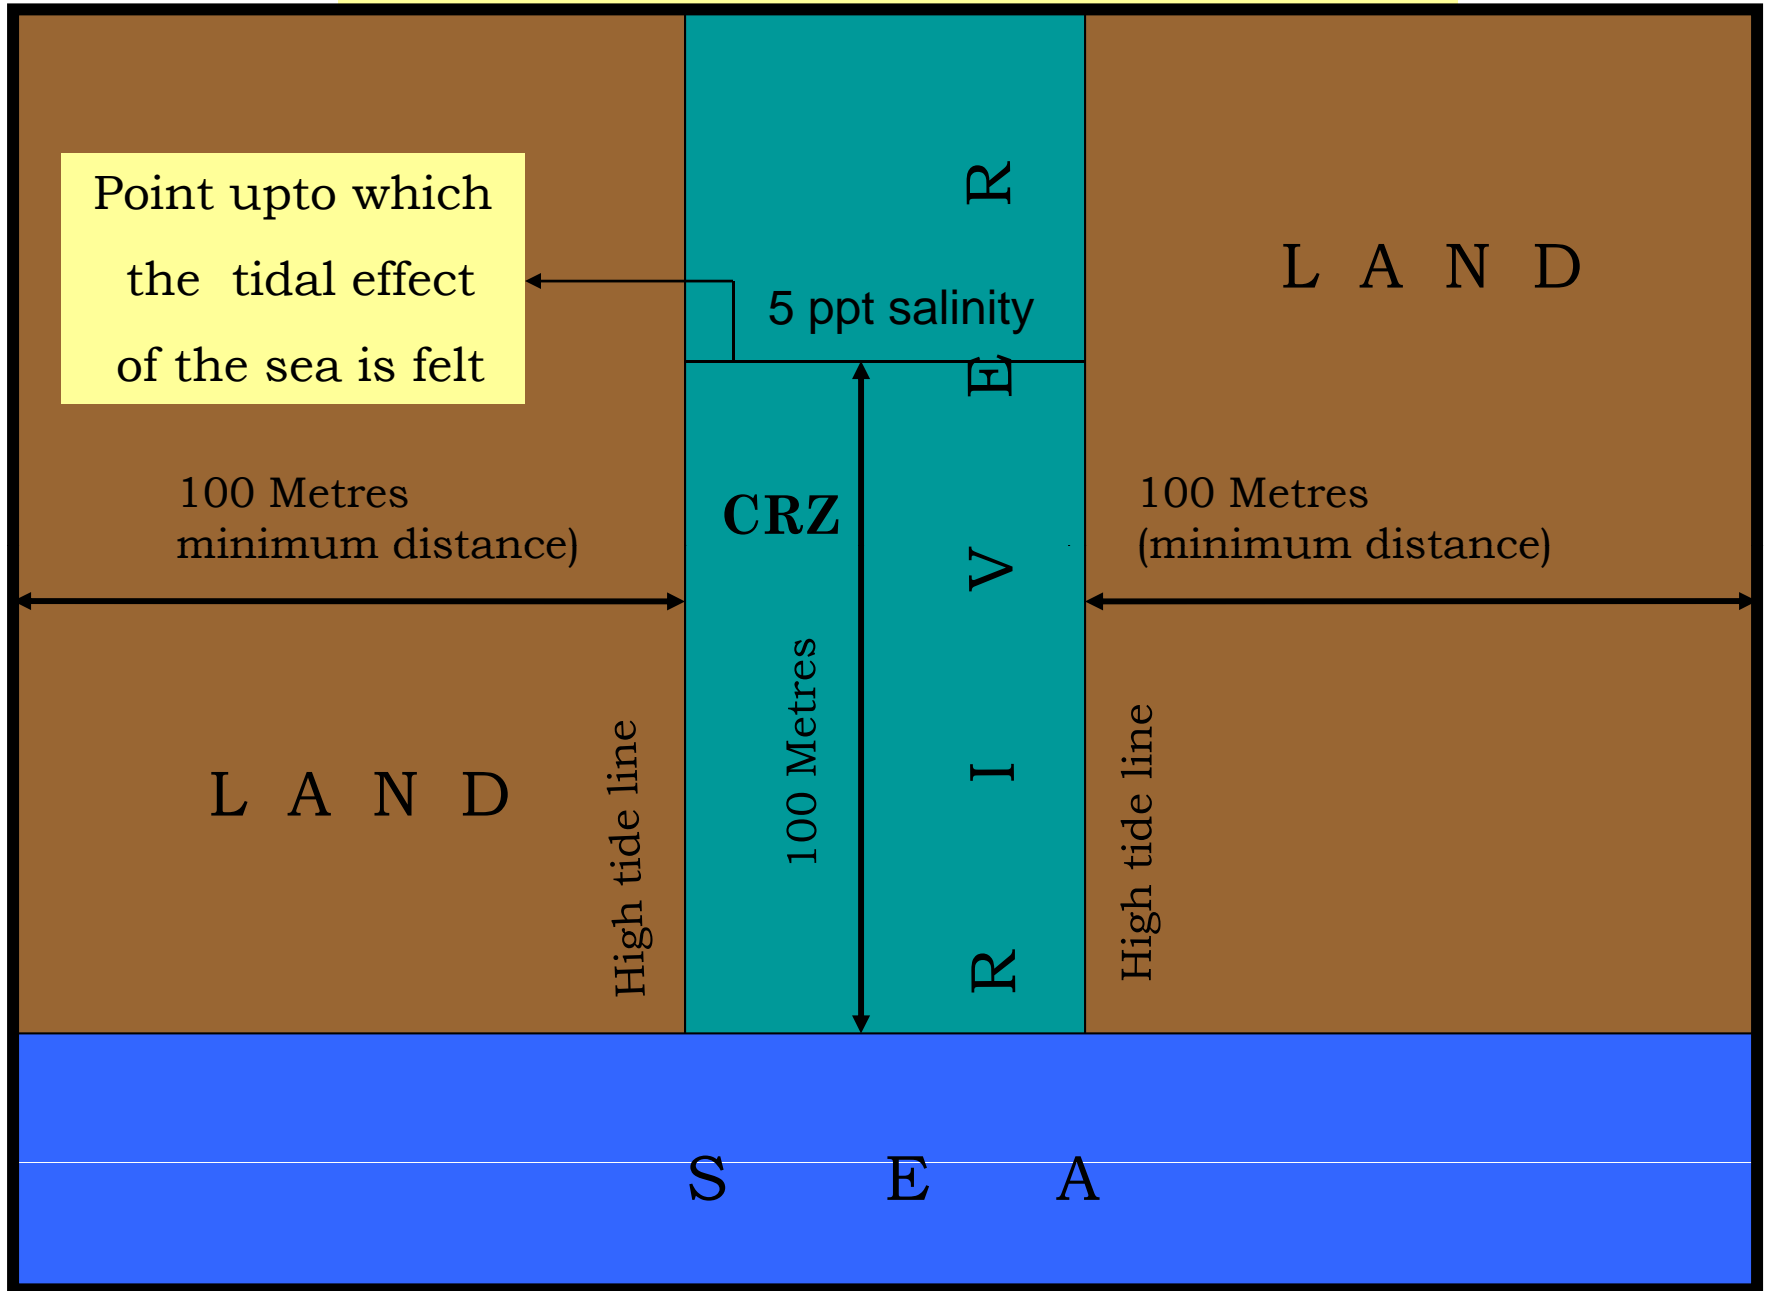 Point upto which
the tidal effect
of the sea is felt
5 ppt salinity
L A N D
100 Metres
minimum distance)
CRZ
100 Metres
(minimum distance)
R I V E R
100 Metres
High tide line
High tide line
L A N D
S E A